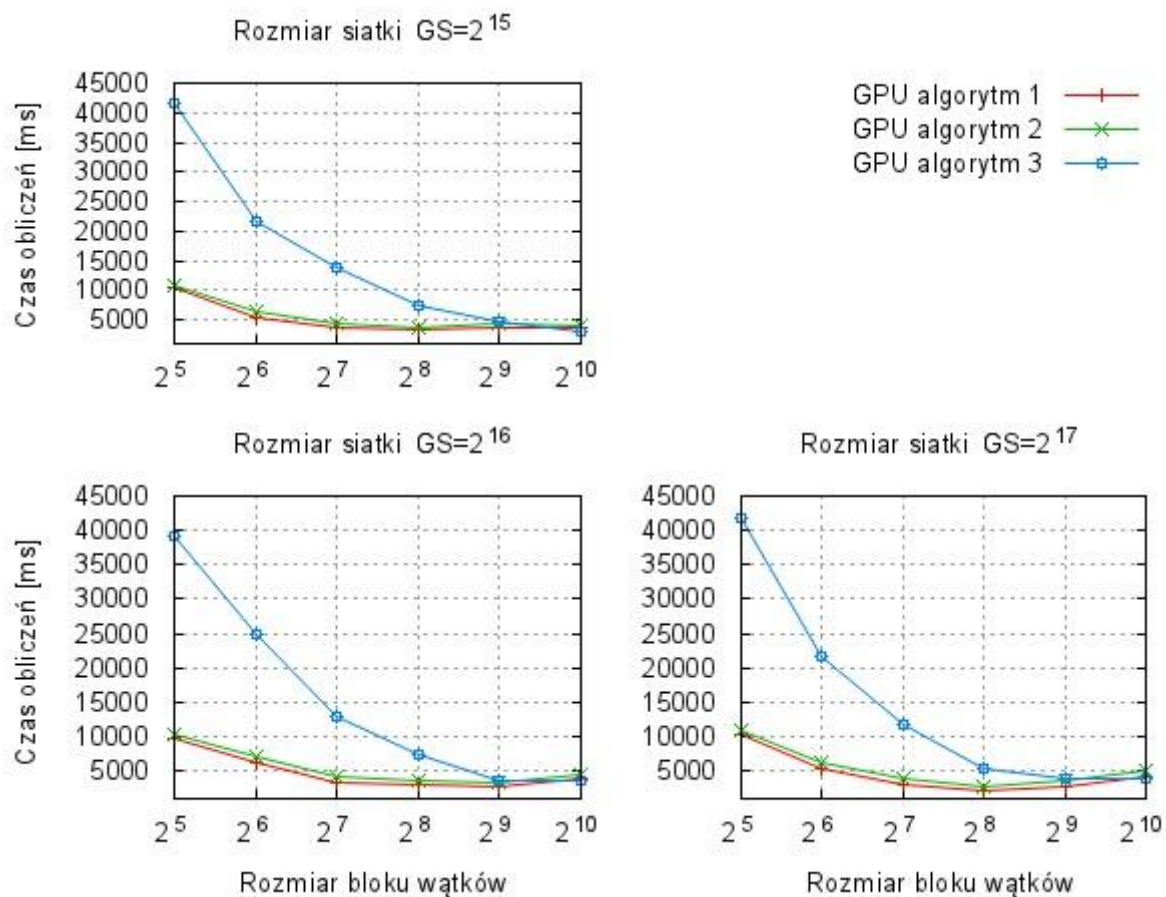 Rozmiar siatki GS=2^15
Czas obliczeń [ms]
45000
40000
35000
30000
25000
20000
15000
10000
5000
2^5 2^6 2^7 2^8 2^9 2^10
GPU algorytm 1
GPU algorytm 2
GPU algorytm 3
Rozmiar siatki GS=2^16
Czas obliczeń [ms]
45000
40000
35000
30000
25000
20000
15000
10000
5000
2^5 2^6 2^7 2^8 2^9 2^10
Rozmiar bloku wątków
Rozmiar siatki GS=2^17
45000
40000
35000
30000
25000
20000
15000
10000
5000
2^5 2^6 2^7 2^8 2^9 2^10
Rozmiar bloku wątków